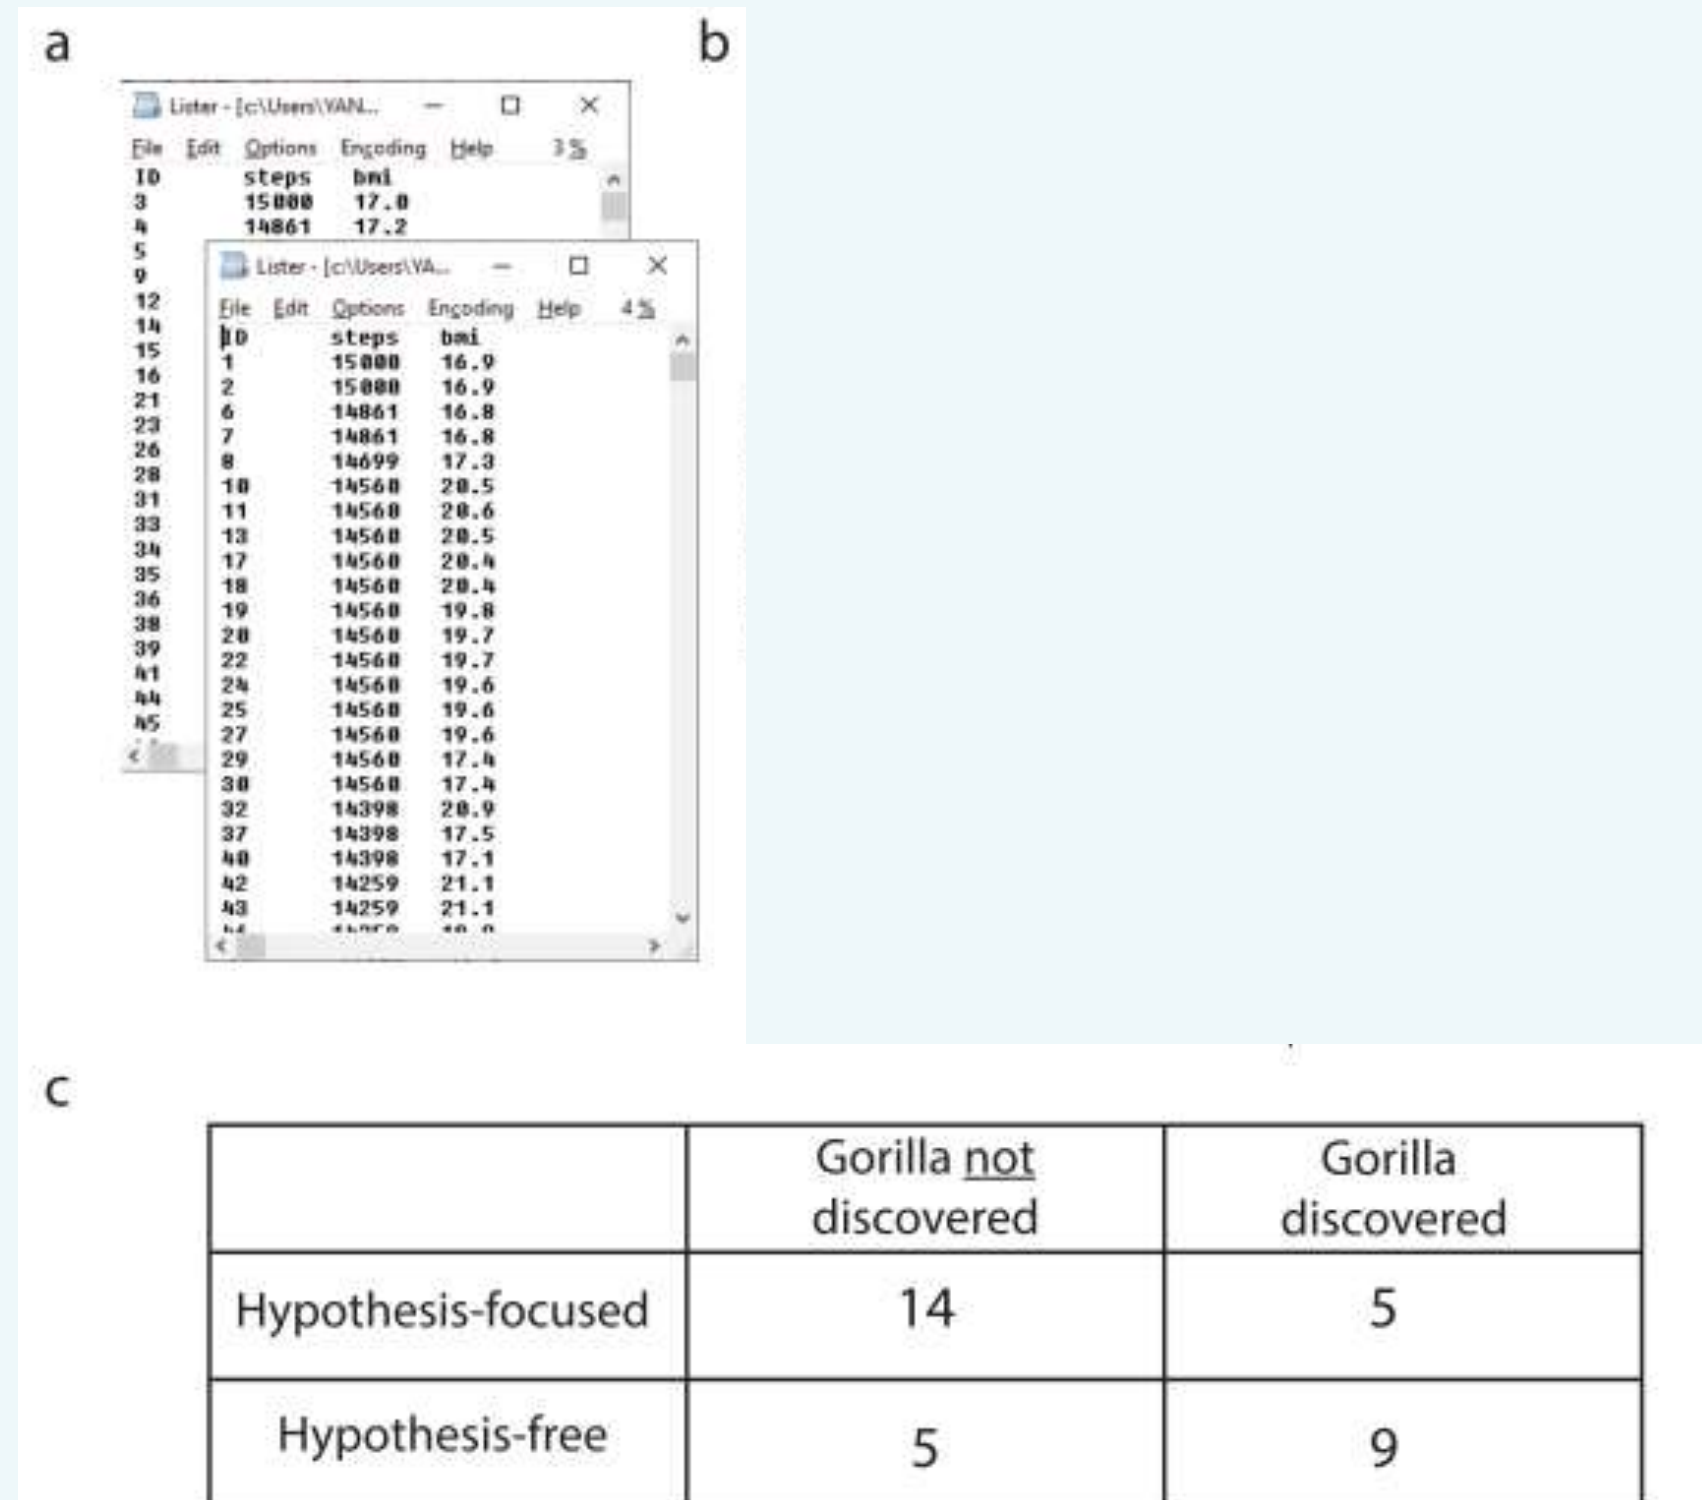 a
b
Lister - [c:\Users\YAN...
File Edit Options Encoding Help 3 %
ID steps bmi
3 15000 17.0
4 14861 17.2
5
9
12
14
15
16
21
23
26
28
31
33
34
35
36
38
39
41
44
45
Lister - [c:\Users\YA...
File Edit Options Encoding Help 4 %
ID steps bmi
1 15000 16.9
2 15000 16.9
6 14861 16.8
7 14861 16.8
8 14699 17.3
10 14560 20.5
11 14560 20.6
13 14560 20.5
17 14560 20.4
18 14560 20.4
19 14560 19.8
20 14560 19.7
22 14560 19.7
24 14560 19.6
25 14560 19.6
27 14560 19.6
29 14560 17.4
30 14560 17.4
32 14398 20.9
37 14398 17.5
40 14398 17.1
42 14259 21.1
43 14259 21.1
c
Gorilla not
discovered
Gorilla
discovered
Hypothesis-focused 14 5
Hypothesis-free 5 9